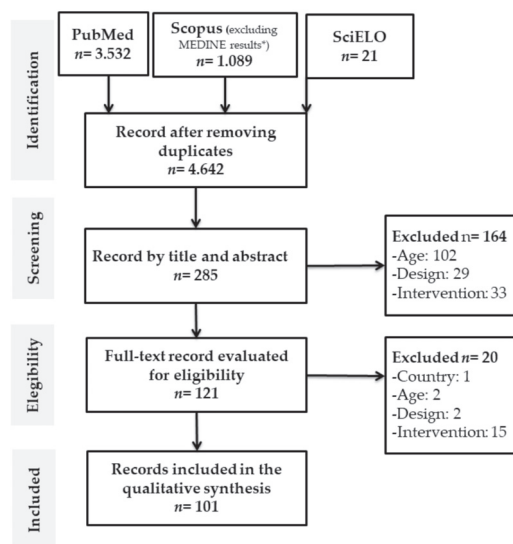 Identification
PubMed
n= 3.532
Scopus (excluding
MEDINE results*)
n= 1.089
SciELO
n= 21
Record after removing
duplicates
n= 4.642
Screening
Record by title and abstract
n= 285
Excluded n= 164
-Age: 102
-Design: 29
-Intervention: 33
Elegibility
Full-text record evaluated
for eligibility
n= 121
Excluded n= 20
-Country: 1
-Age: 2
-Design: 2
-Intervention: 15
Included
Records included in the
qualitative synthesis
n= 101